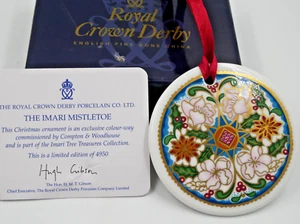 Royal
Crown Derby
ENGLISH FINE BONE CHINA
THE ROYAL CROWN DERBY PORCELAIN CO. LTD.
THE IMARI MISTLETOE
This Christmas ornament is an exclusive colour-way
commissioned by Compton & Woodhouse
and is part of the Imari Tree Treasures Collection.
This is a limited edition of 4950
Hugh Gibson
The Hon. H.M.T. Gibson
Chief Executive, The Royal Crown Derby Porcelain Company, Limited